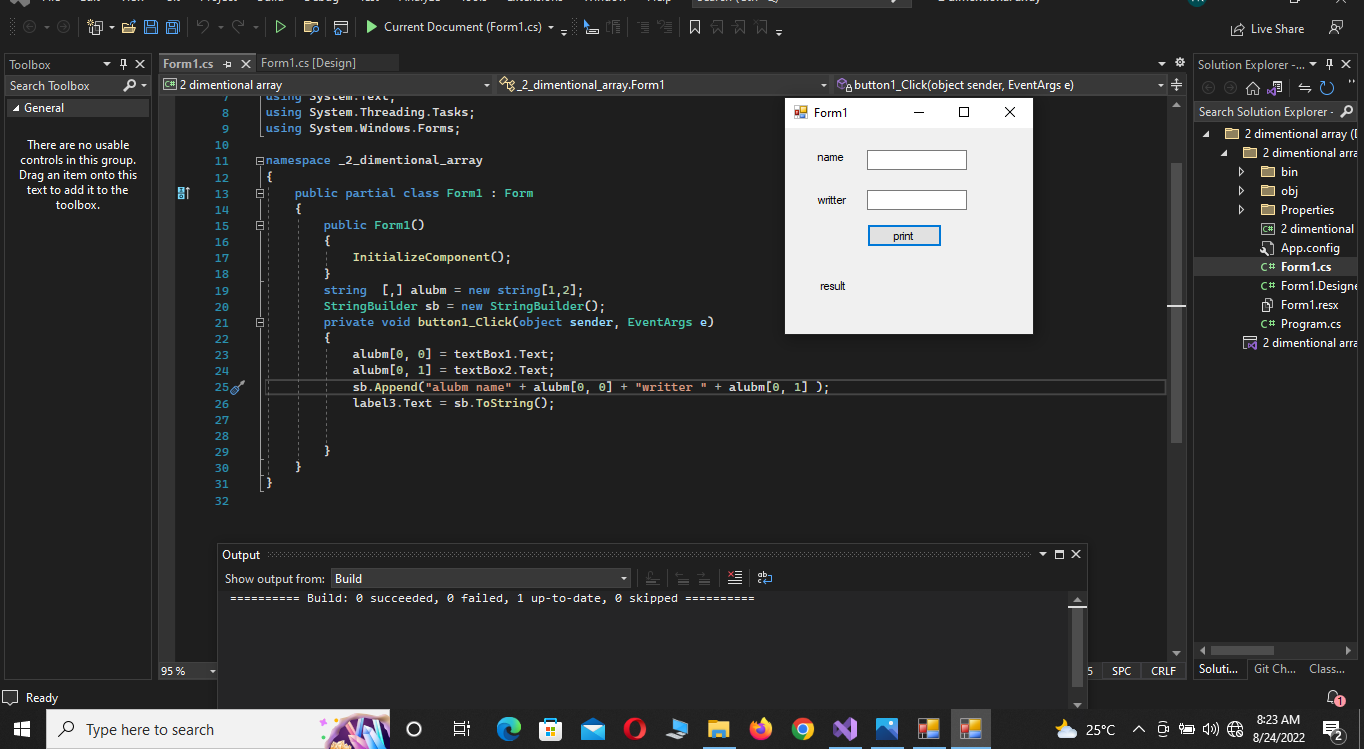 Current Document (Form1.cs)
Live Share
Toolbox
Form1.cs
Form1.cs [Design]
Solution Explorer -...
Search Toolbox
2 dimentional array
_2_dimentional_array.Form1
button1_Click(object sender, EventArgs e)
General
There are no usable
controls in this group.
Drag an item onto this
text to add it to the
toolbox.
7 using System.Text;
8 using System.Threading.Tasks;
9 using System.Windows.Forms;
10
11 namespace _2_dimentional_array
12 {
13 public partial class Form1 : Form
14 {
15 public Form1()
16 {
17 InitializeComponent();
18 }
19 string [,] alubm = new string[1,2];
20 StringBuilder sb = new StringBuilder();
21 private void button1_Click(object sender, EventArgs e)
22 {
23 alubm[0, 0] = textBox1.Text;
24 alubm[0, 1] = textBox2.Text;
25 sb.Append("alubm name" + alubm[0, 0] + "writter " + alubm[0, 1] );
26 label3.Text = sb.ToString();
27
28
29 }
30 }
31 }
32
Form1
name
writter
print
result
Search Solution Explorer -
2 dimentional array (
2 dimentional arra
bin
obj
Properties
C# 2 dimentional
App.config
C# Form1.cs
C# Form1.Designe
Form1.resx
C# Program.cs
2 dimentional arra
Output
Show output from: Build
========== Build: 0 succeeded, 0 failed, 1 up-to-date, 0 skipped ==========
95 %
5 SPC CRLF
Soluti... Git Ch... Class...
Ready
1
Type here to search
25°C
8:23 AM
8/24/2022
2